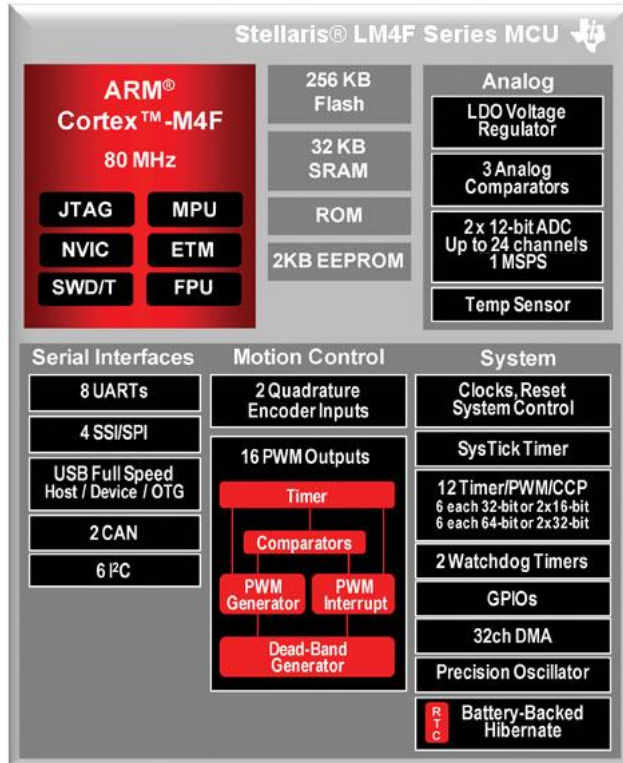 Stellaris® LM4F Series MCU
ARM®
Cortex™-M4F
80 MHz
JTAG
MPU
NVIC
ETM
SWD/T
FPU
256 KB
Flash
32 KB
SRAM
ROM
2KB EEPROM
Analog
LDO Voltage
Regulator
3 Analog
Comparators
2 x 12-bit ADC
Up to 24 channels
1 MSPS
Temp Sensor
Serial Interfaces
8 UARTs
4 SSI/SPI
USB Full Speed
Host / Device / OTG
2 CAN
6 I²C
Motion Control
2 Quadrature
Encoder Inputs
16 PWM Outputs
Timer
Comparators
PWM
Generator
PWM
Interrupt
Dead-Band
Generator
System
Clocks, Reset
System Control
SysTick Timer
12 Timer/PWM/CCP
6 each 32-bit or 2x16-bit
6 each 64-bit or 2x32-bit
2 Watchdog Timers
GPIOs
32ch DMA
Precision Oscillator
RTC
Battery-Backed
Hibernate